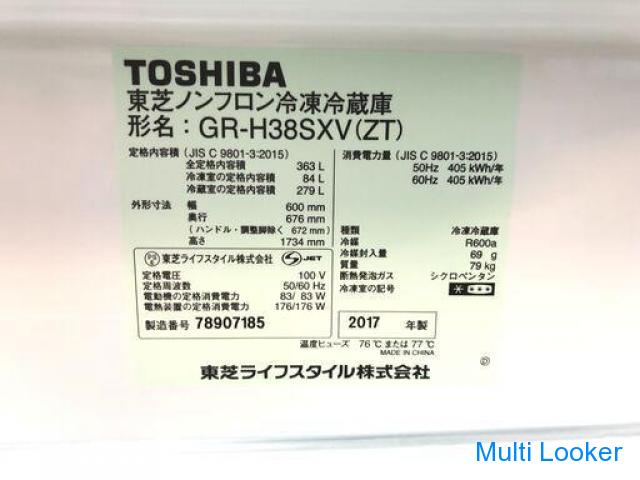 TOSHIBA
東芝ノンフロン冷凍冷蔵庫
形名：GR-H38SXV(ZT)
定格内容積（JIS C 9801-3:2015）
全定格内容積 363 L
冷凍室の定格内容積 84 L
冷蔵室の定格内容積 279 L
外形寸法 幅 600 mm
奥行 676 mm
（ハンドル・調整脚除く 672 mm）
高さ 1734 mm
消費電力量（JIS C 9801-3:2015）
50Hz 405 kWh/年
60Hz 405 kWh/年
種類 冷凍冷蔵庫
冷媒 R600a
冷媒封入量 69 g
質量 79 kg
断熱発泡ガス シクロペンタン
冷凍室の記号
東芝ライフスタイル株式会社 JET
定格電圧 100 V
定格周波数 50/60 Hz
電動機の定格消費電力 83/ 83 W
電熱装置の定格消費電力 176/176 W
製造番号 78907185
2017 年製
温度ヒューズ 76℃または77℃
MADE IN CHINA
東芝ライフスタイル株式会社
Multi Looker